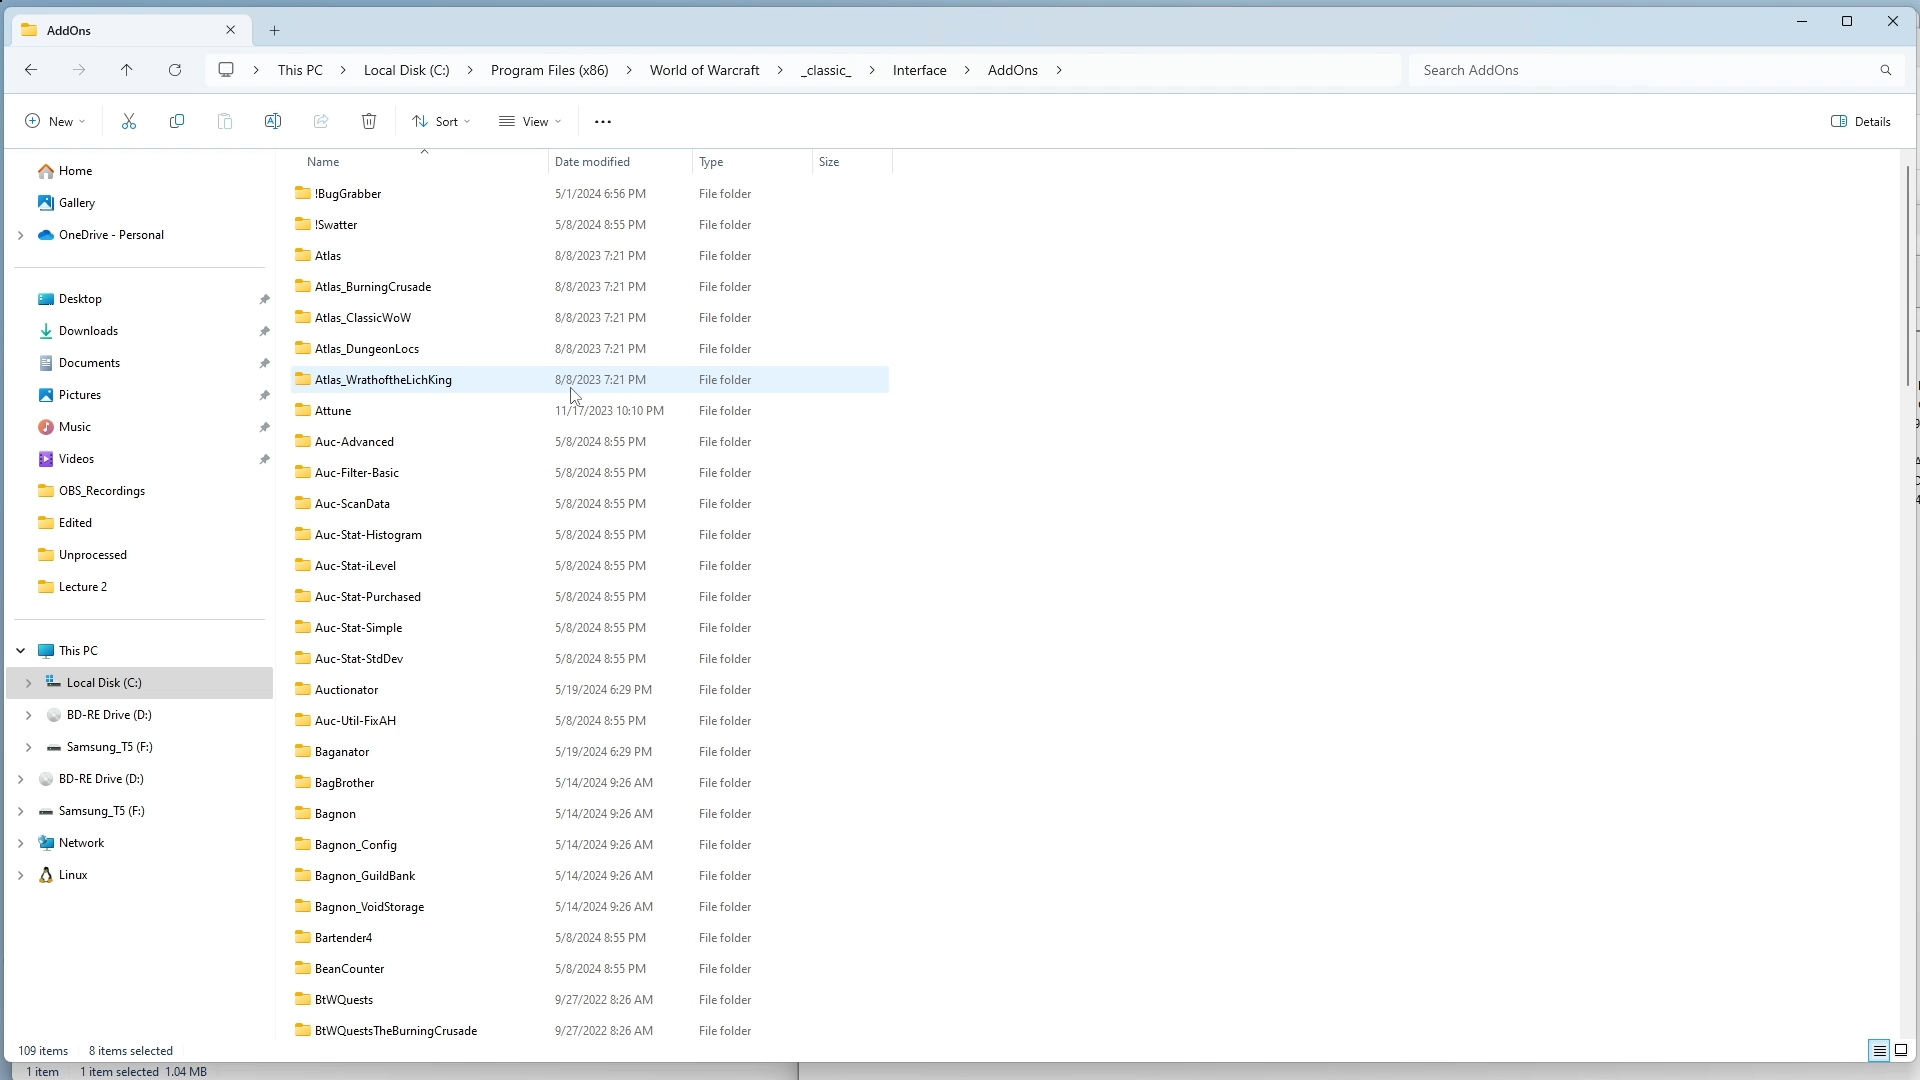 AddOns
This PC > Local Disk (C:) > Program Files (x86) > World of Warcraft > _classic_ > Interface > AddOns >
Search AddOns
New
Sort
View
Details
Home
Gallery
OneDrive - Personal
Desktop
Downloads
Documents
Pictures
Music
Videos
OBS_Recordings
Edited
Unprocessed
Lecture 2
This PC
Local Disk (C:)
BD-RE Drive (D:)
Samsung_T5 (F:)
BD-RE Drive (D:)
Samsung_T5 (F:)
Network
Linux
Name Date modified Type Size
!BugGrabber 5/1/2024 6:56 PM File folder
!Swatter 5/8/2024 8:55 PM File folder
Atlas 8/8/2023 7:21 PM File folder
Atlas_BurningCrusade 8/8/2023 7:21 PM File folder
Atlas_ClassicWoW 8/8/2023 7:21 PM File folder
Atlas_DungeonLocs 8/8/2023 7:21 PM File folder
Atlas_WrathoftheLichKing 8/8/2023 7:21 PM File folder
Attune 11/17/2023 10:10 PM File folder
Auc-Advanced 5/8/2024 8:55 PM File folder
Auc-Filter-Basic 5/8/2024 8:55 PM File folder
Auc-ScanData 5/8/2024 8:55 PM File folder
Auc-Stat-Histogram 5/8/2024 8:55 PM File folder
Auc-Stat-iLevel 5/8/2024 8:55 PM File folder
Auc-Stat-Purchased 5/8/2024 8:55 PM File folder
Auc-Stat-Simple 5/8/2024 8:55 PM File folder
Auc-Stat-StdDev 5/8/2024 8:55 PM File folder
Auctionator 5/19/2024 6:29 PM File folder
Auc-Util-FixAH 5/8/2024 8:55 PM File folder
Baganator 5/19/2024 6:29 PM File folder
BagBrother 5/14/2024 9:26 AM File folder
Bagnon 5/14/2024 9:26 AM File folder
Bagnon_Config 5/14/2024 9:26 AM File folder
Bagnon_GuildBank 5/14/2024 9:26 AM File folder
Bagnon_VoidStorage 5/14/2024 9:26 AM File folder
Bartender4 5/8/2024 8:55 PM File folder
BeanCounter 5/8/2024 8:55 PM File folder
BtWQuests 9/27/2022 8:26 AM File folder
BtWQuestsTheBurningCrusade 9/27/2022 8:26 AM File folder
109 items 8 items selected
1 item 1 item selected 1.04 MB